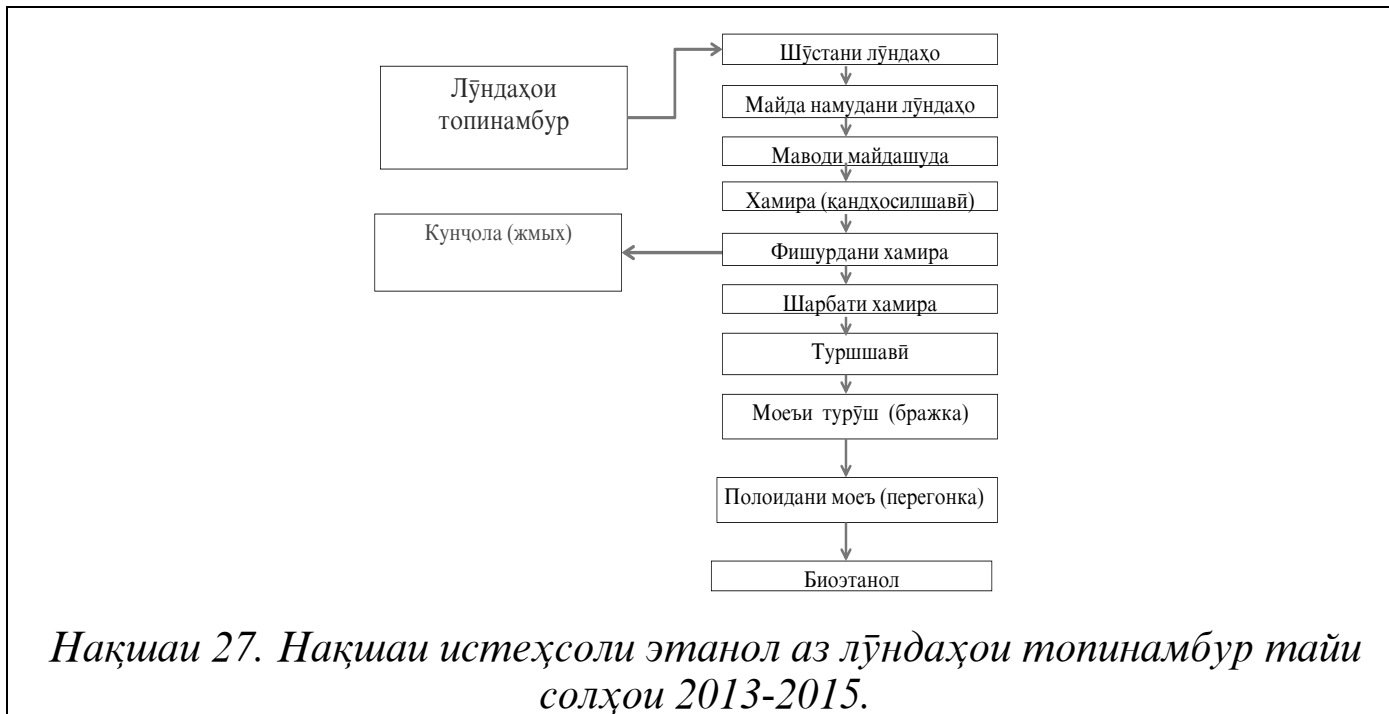 Лӯндаҳои
топинамбур
Шӯстани лӯндаҳо
Майда намудани лӯндаҳо
Маводи майдашуда
Хамира (қандҳосилшавӣ)
Кунҷола (жмых)
Фишурдани хамира
Шарбати хамира
Туршшавӣ
Моеъи турӯш (бражка)
Полоидани моеъ (перегонка)
Биоэтанол
Нақшаи 27. Нақшаи истеҳсоли этанол аз лӯндаҳои топинамбур тайи
солҳои 2013-2015.